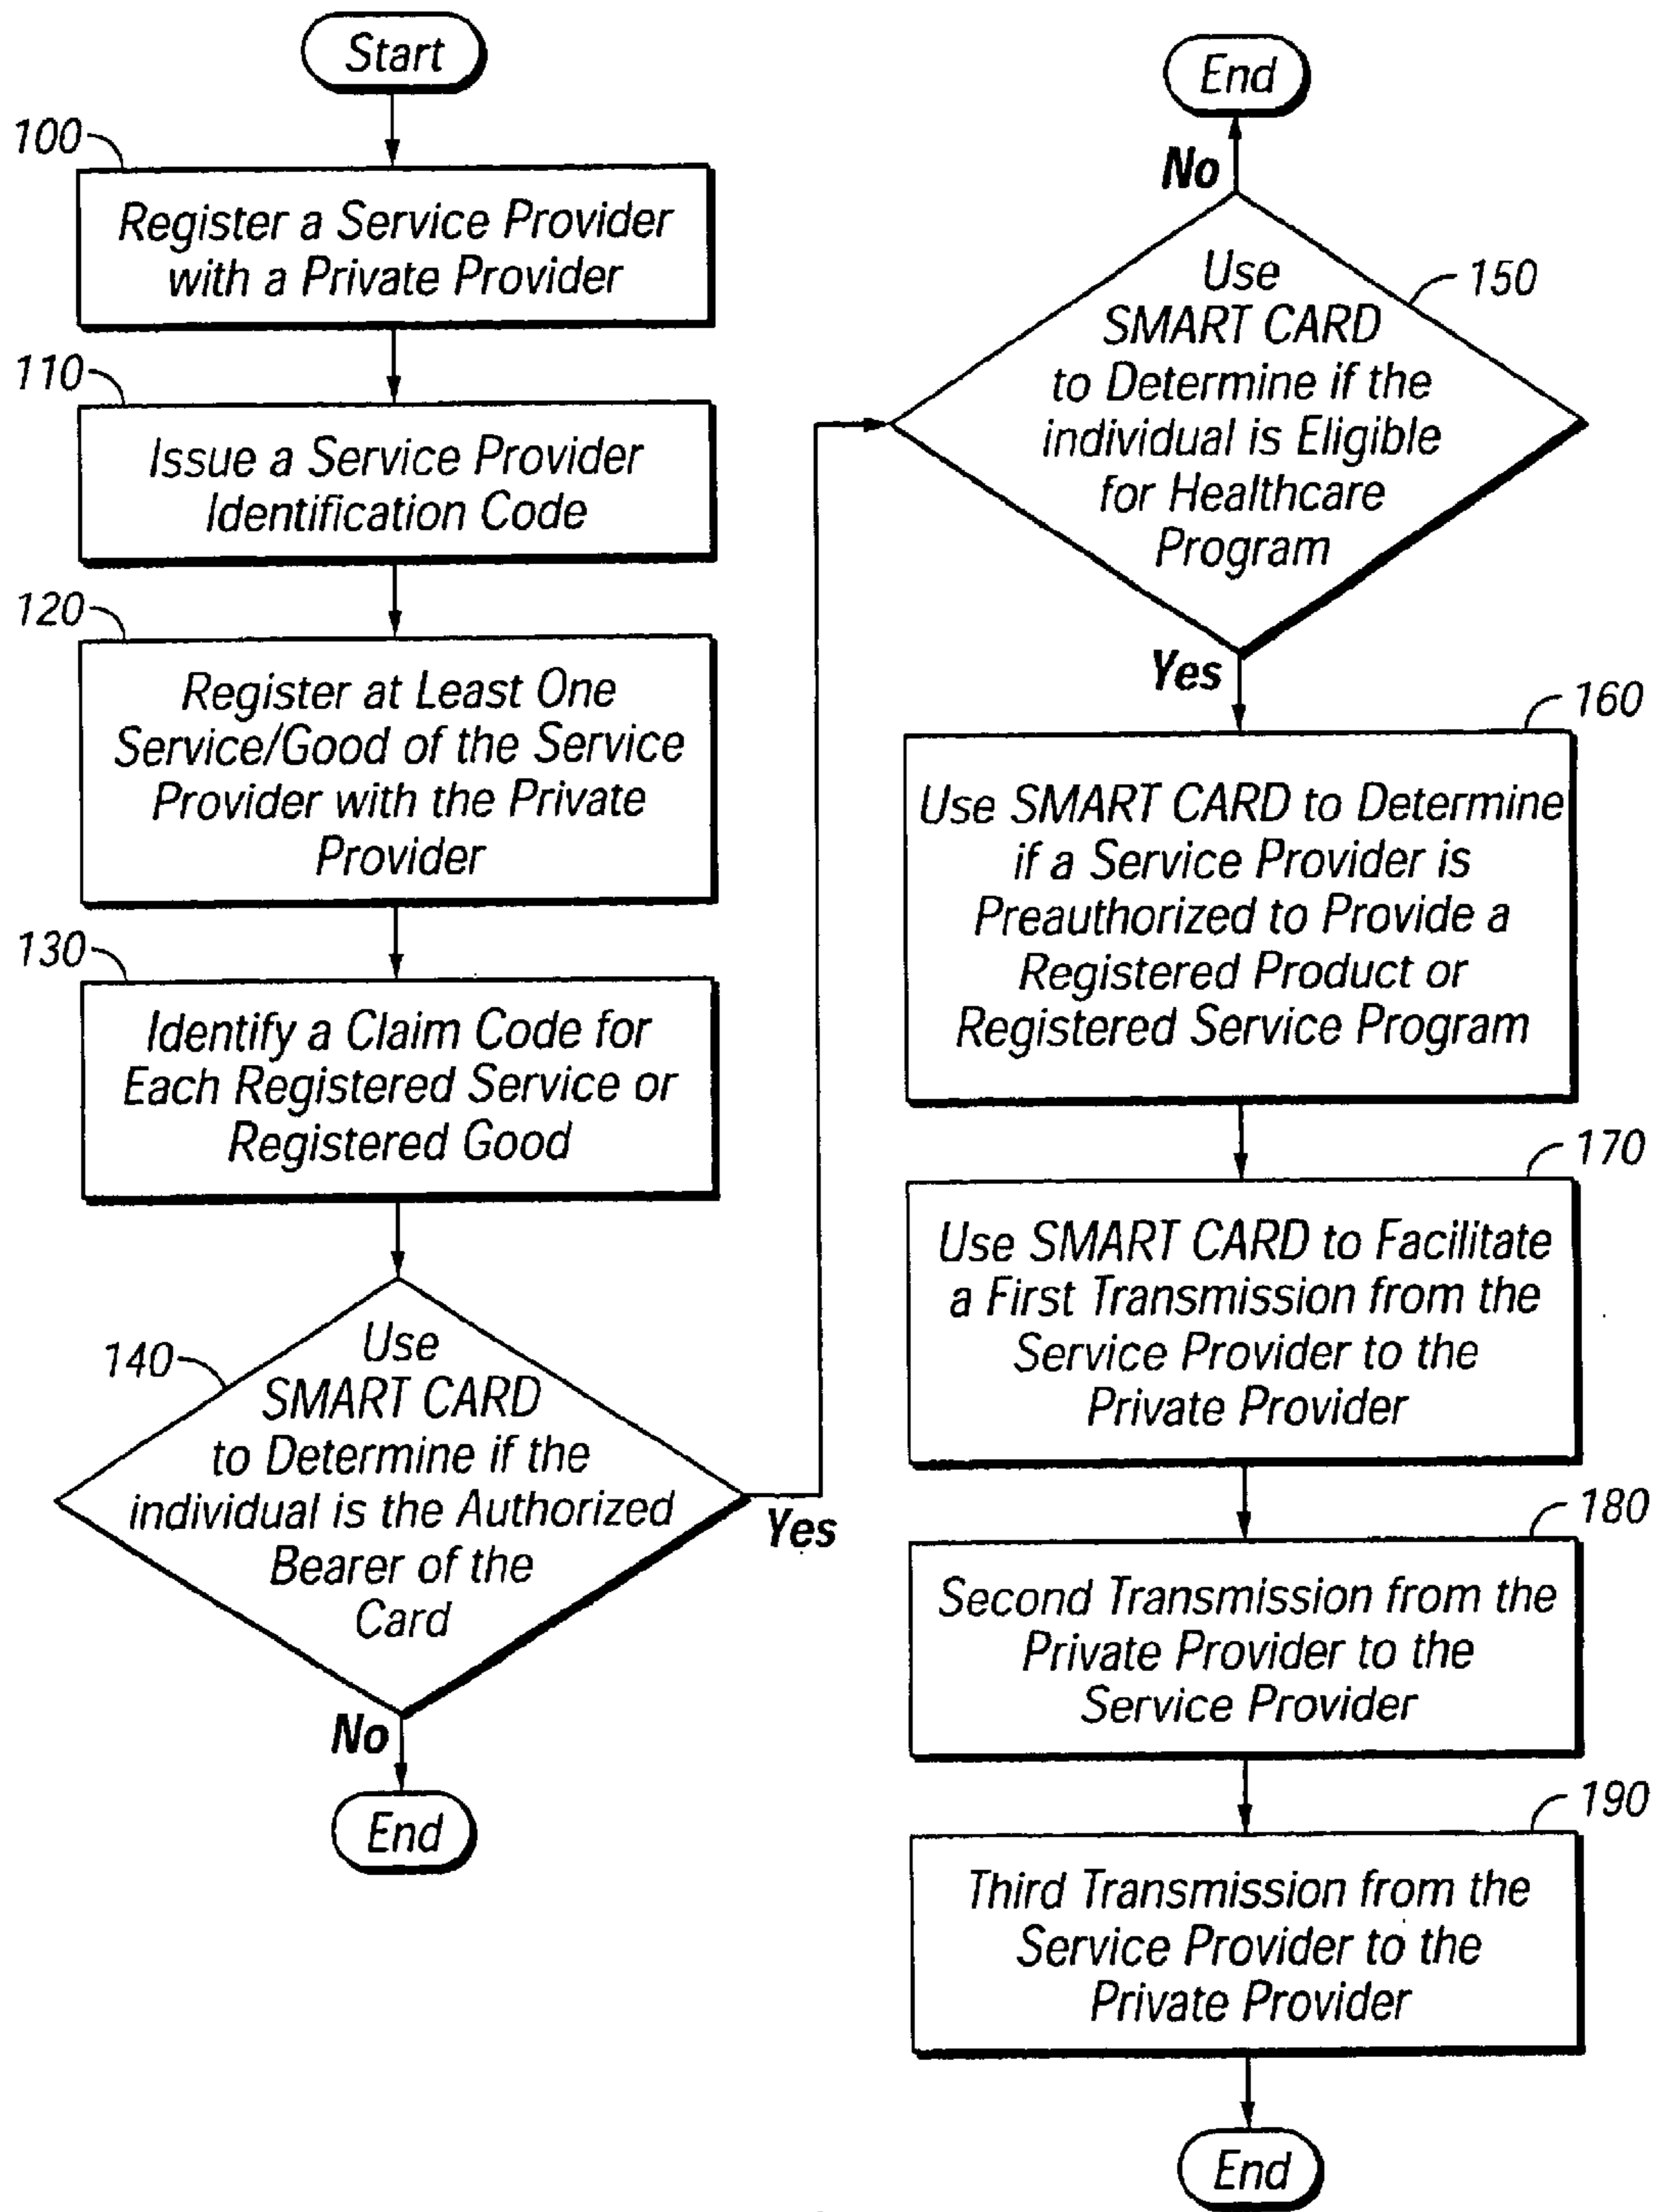 Start
100
Register a Service Provider
with a Private Provider
110
Issue a Service Provider
Identification Code
120
Register at Least One
Service/Good of the Service
Provider with the Private
Provider
130
Identify a Claim Code for
Each Registered Service or
Registered Good
140
Use
SMART CARD
to Determine if the
individual is the Authorized
Bearer of the
Card
Yes
No
End
End
No
150
Use
SMART CARD
to Determine if the
individual is Eligible
for Healthcare
Program
Yes
160
Use SMART CARD to Determine
if a Service Provider is
Preauthorized to Provide a
Registered Product or
Registered Service Program
170
Use SMART CARD to Facilitate
a First Transmission from the
Service Provider to the
Private Provider
180
Second Transmission from the
Private Provider to the
Service Provider
190
Third Transmission from the
Service Provider to the
Private Provider
End